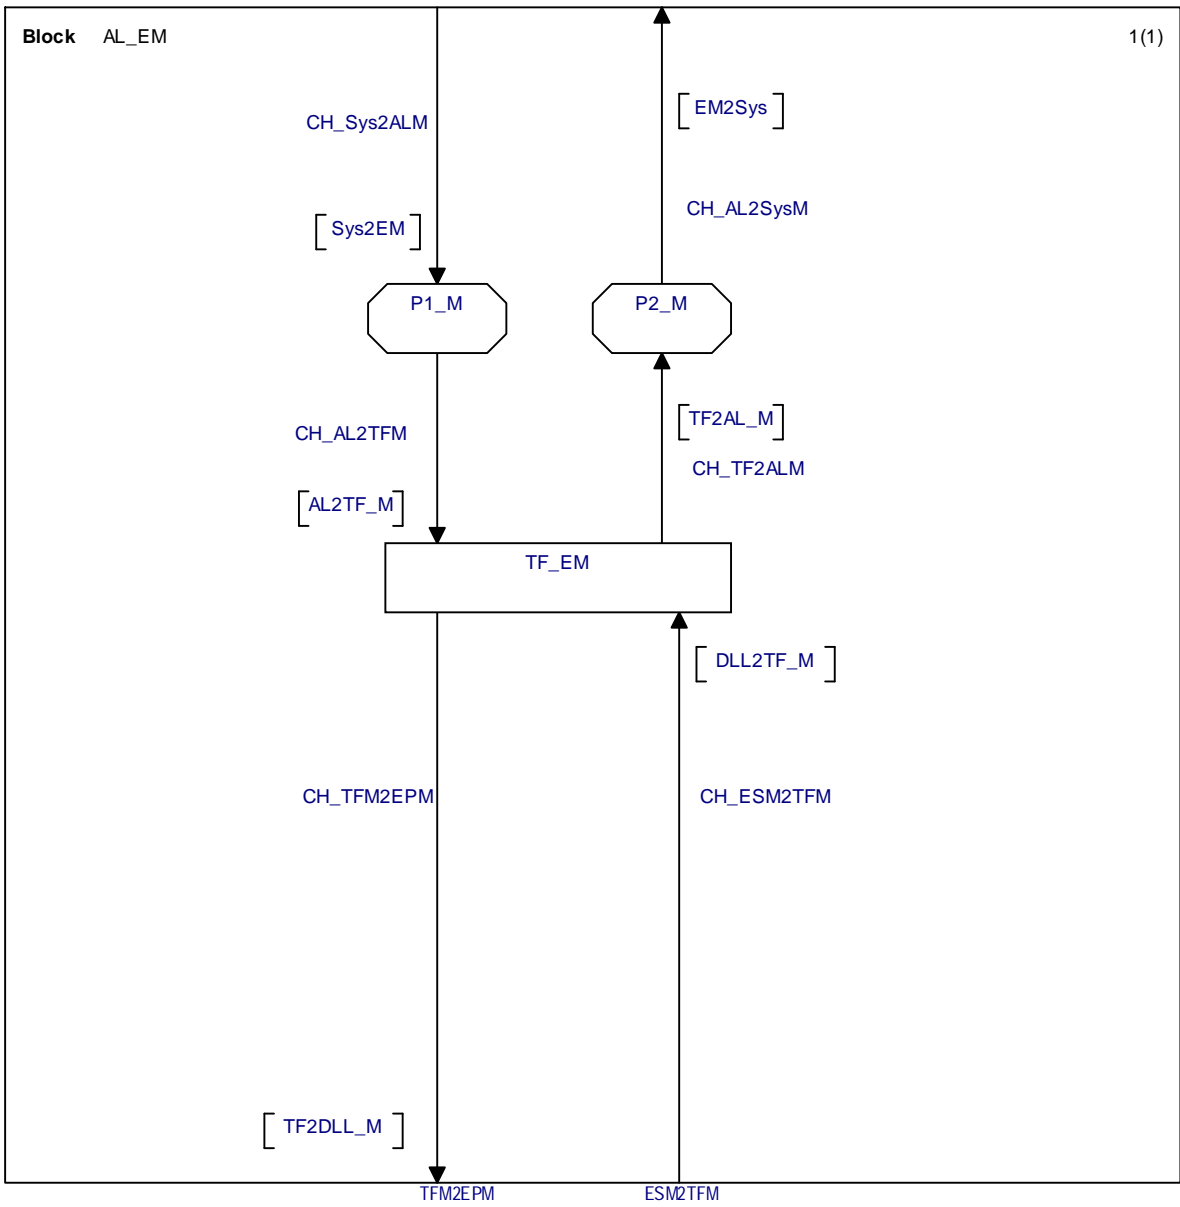 Block AL_EM 1(1)
EM2Sys
CH_Sys2ALM
CH_AL2SysM
Sys2EM
P1_M P2_M
TF2AL_M
CH_AL2TFM
CH_TF2ALM
AL2TF_M
TF_EM
DLL2TF_M
CH_TFM2EPM CH_ESM2TFM
TF2DLL_M
TFM2EPM ESM2TFM